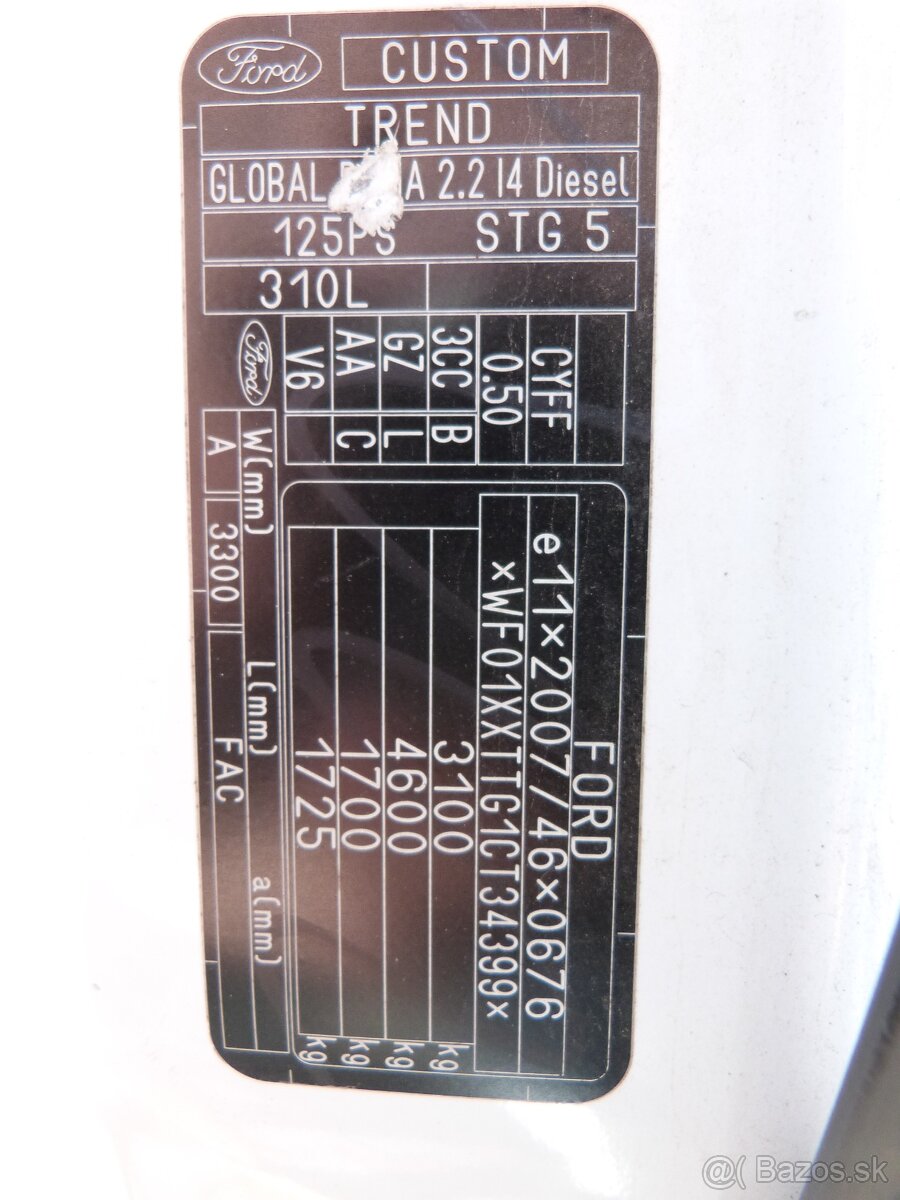 Ford CUSTOM
TREND
GLOBAL 2.2 I4 Diesel
125PS STG 5
310L
CYFF
0.50
3CC B
GZ L
AA C
V6
Ford
FORD
e11×2007/46×0676
×WF01XXTTG1CT34399×
3100 kg
4600 kg
1700 kg
1725 kg
W(mm) L(mm) a(mm)
A 3300 FAC
@( Bazos.sk